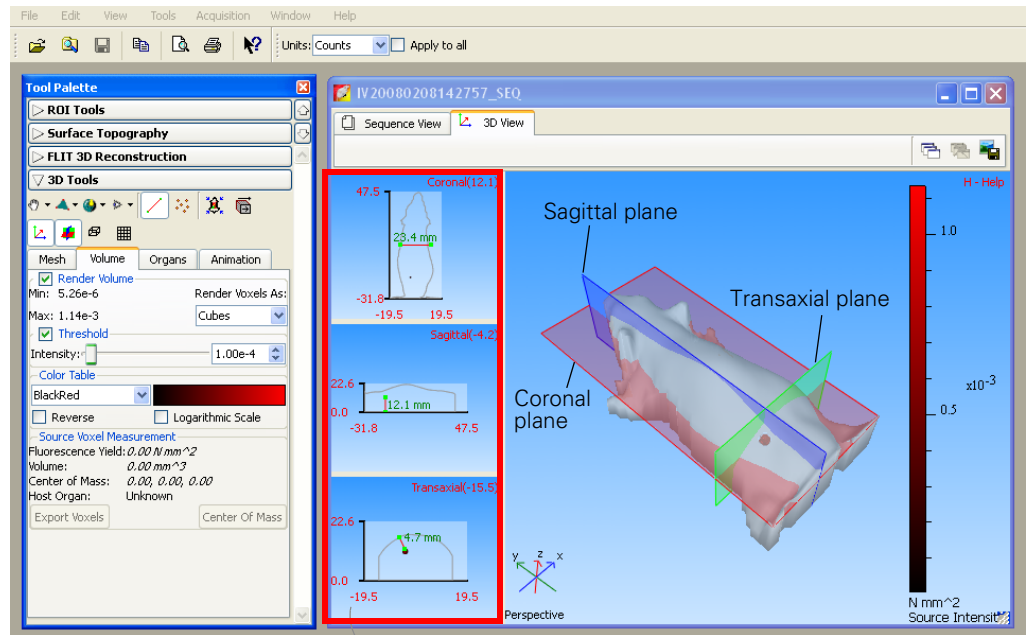 File Edit View Tools Acquisition Window Help
Units: Counts Apply to all
Tool Palette
ROI Tools
Surface Topography
FLIT 3D Reconstruction
3D Tools
Mesh Volume Organs Animation
Render Volume
Min: 5.26e-6 Render Voxels As:
Max: 1.14e-3 Cubes
Threshold
Intensity: 1.00e-4
Color Table
BlackRed
Reverse Logarithmic Scale
Source Voxel Measurement
Fluorescence Yield: 0.00 N mm^2
Volume: 0.00 mm^3
Center of Mass: 0.00, 0.00, 0.00
Host Organ: Unknown
Export Voxels Center Of Mass
IV20080208142757_SEQ
Sequence View 3D View
Coronal(12.1)
47.5
23.4 mm
-31.8
-19.5 19.5
Sagittal(-4.2)
22.6
12.1 mm
0.0
-31.8 47.5
Transaxial(-15.5)
22.6
4.7 mm
0.0
-19.5 19.5
H - Help
Sagittal plane
Transaxial plane
Coronal
plane
1.0
x10-3
0.5
y z x
Perspective
N mm^2
Source Intensit